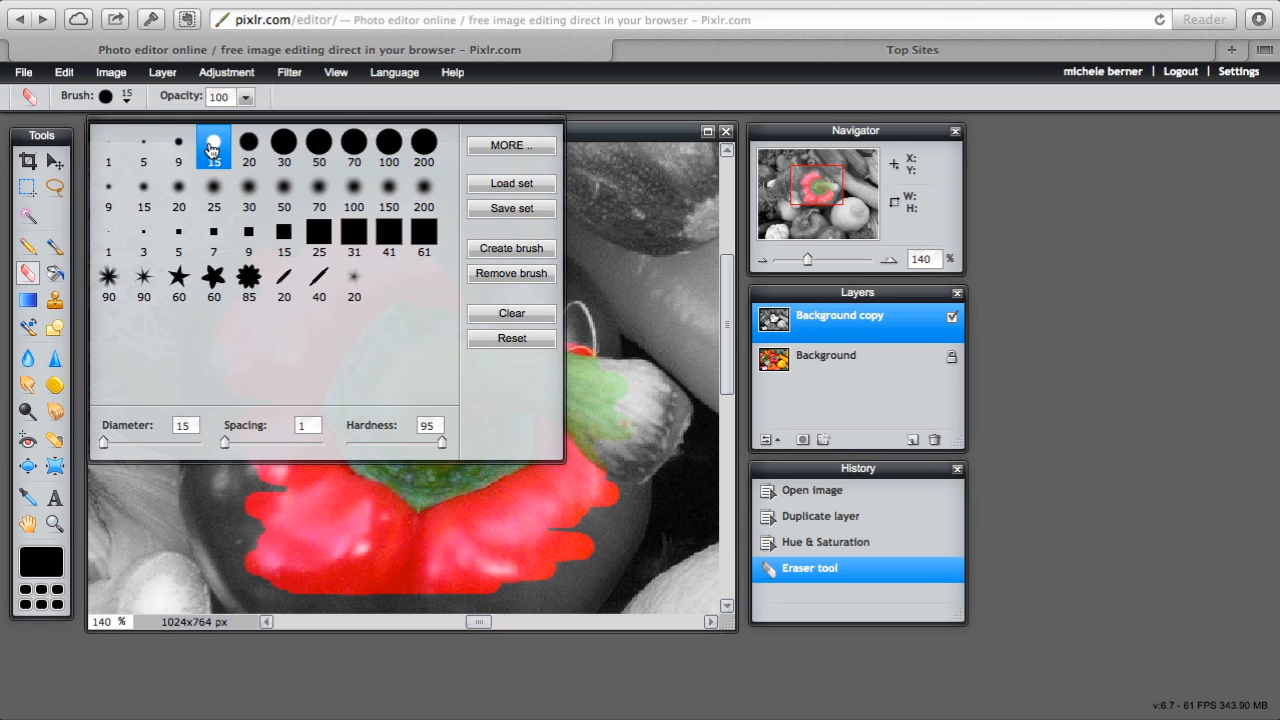 pixlr.com/editor/ — Photo editor online / free image editing direct in your browser – Pixlr.com
Reader
Photo editor online / free image editing direct in your browser – Pixlr.com
Top Sites
File Edit Image Layer Adjustment Filter View Language Help
michele berner | Logout | Settings
Brush: 15 Opacity: 100
Tools
1 5 9 15 20 30 50 70 100 200
9 15 20 25 30 50 70 100 150 200
1 3 5 7 9 15 25 31 41 61
90 90 60 60 85 20 40 20
MORE ..
Load set
Save set
Create brush
Remove brush
Clear
Reset
Diameter: 15 Spacing: 1 Hardness: 95
140 % 1024x764 px
Navigator
X:
Y:
W:
H:
140 %
Layers
Background copy
Background
History
Open image
Duplicate layer
Hue & Saturation
Eraser tool
v:6.7 - 61 FPS 343.90 MB